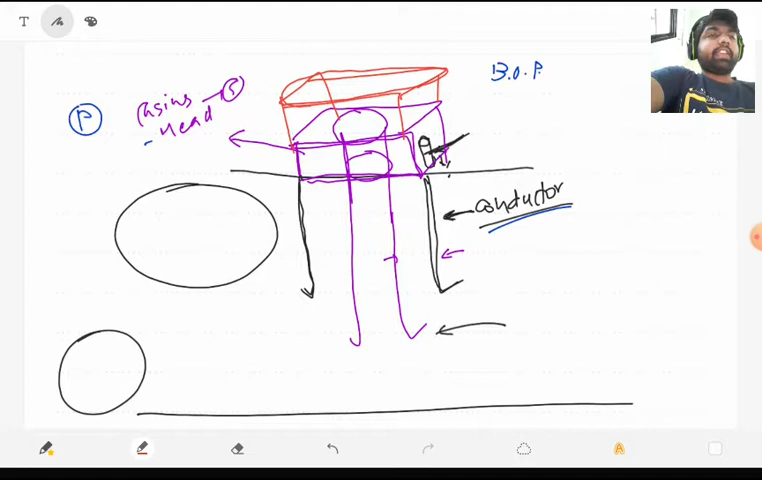 B.O.P.
P
Casing S
Head
conductor
T
A